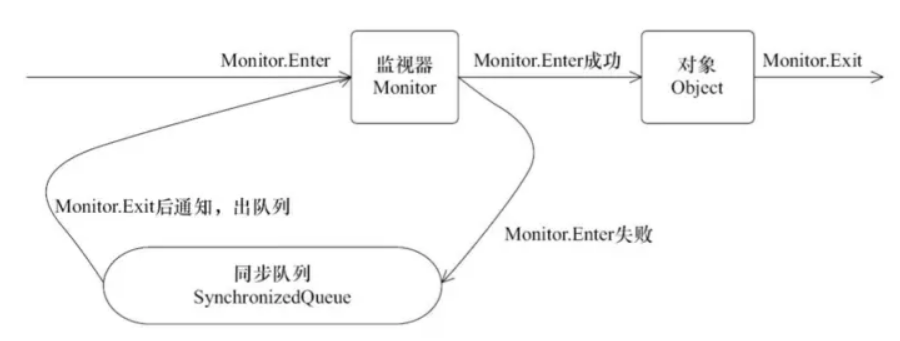 Monitor.Enter
监视器
Monitor
Monitor.Enter成功
对象
Object
Monitor.Exit
Monitor.Exit后通知，出队列
Monitor.Enter失败
同步队列
SynchronizedQueue